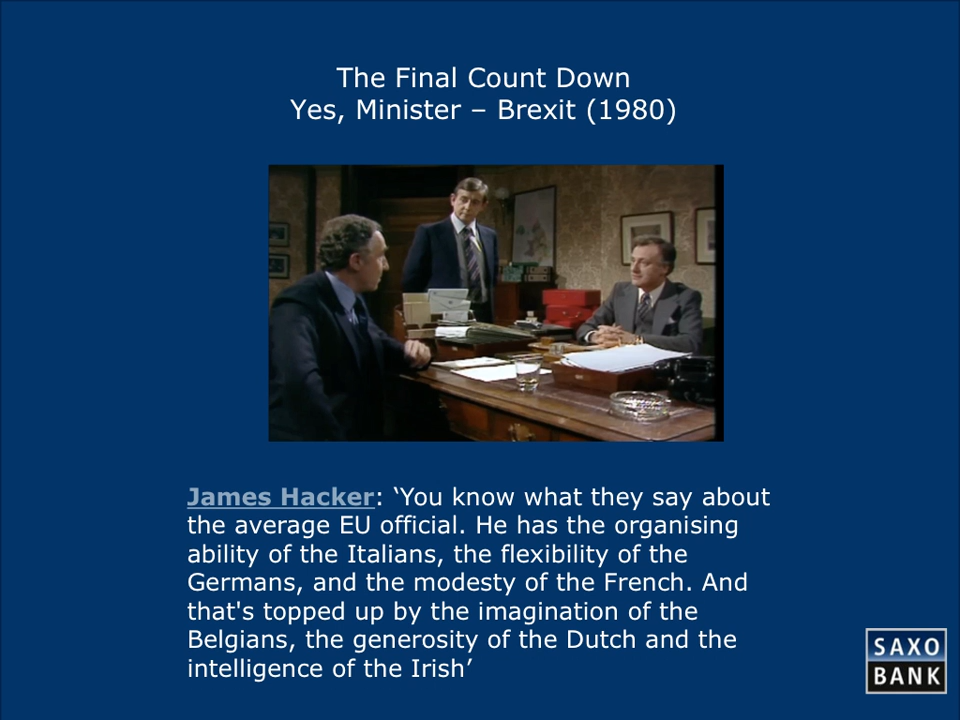 The Final Count Down
Yes, Minister – Brexit (1980)
James Hacker: ‘You know what they say about
the average EU official. He has the organising
ability of the Italians, the flexibility of the
Germans, and the modesty of the French. And
that's topped up by the imagination of the
Belgians, the generosity of the Dutch and the
intelligence of the Irish’
SAXO
BANK